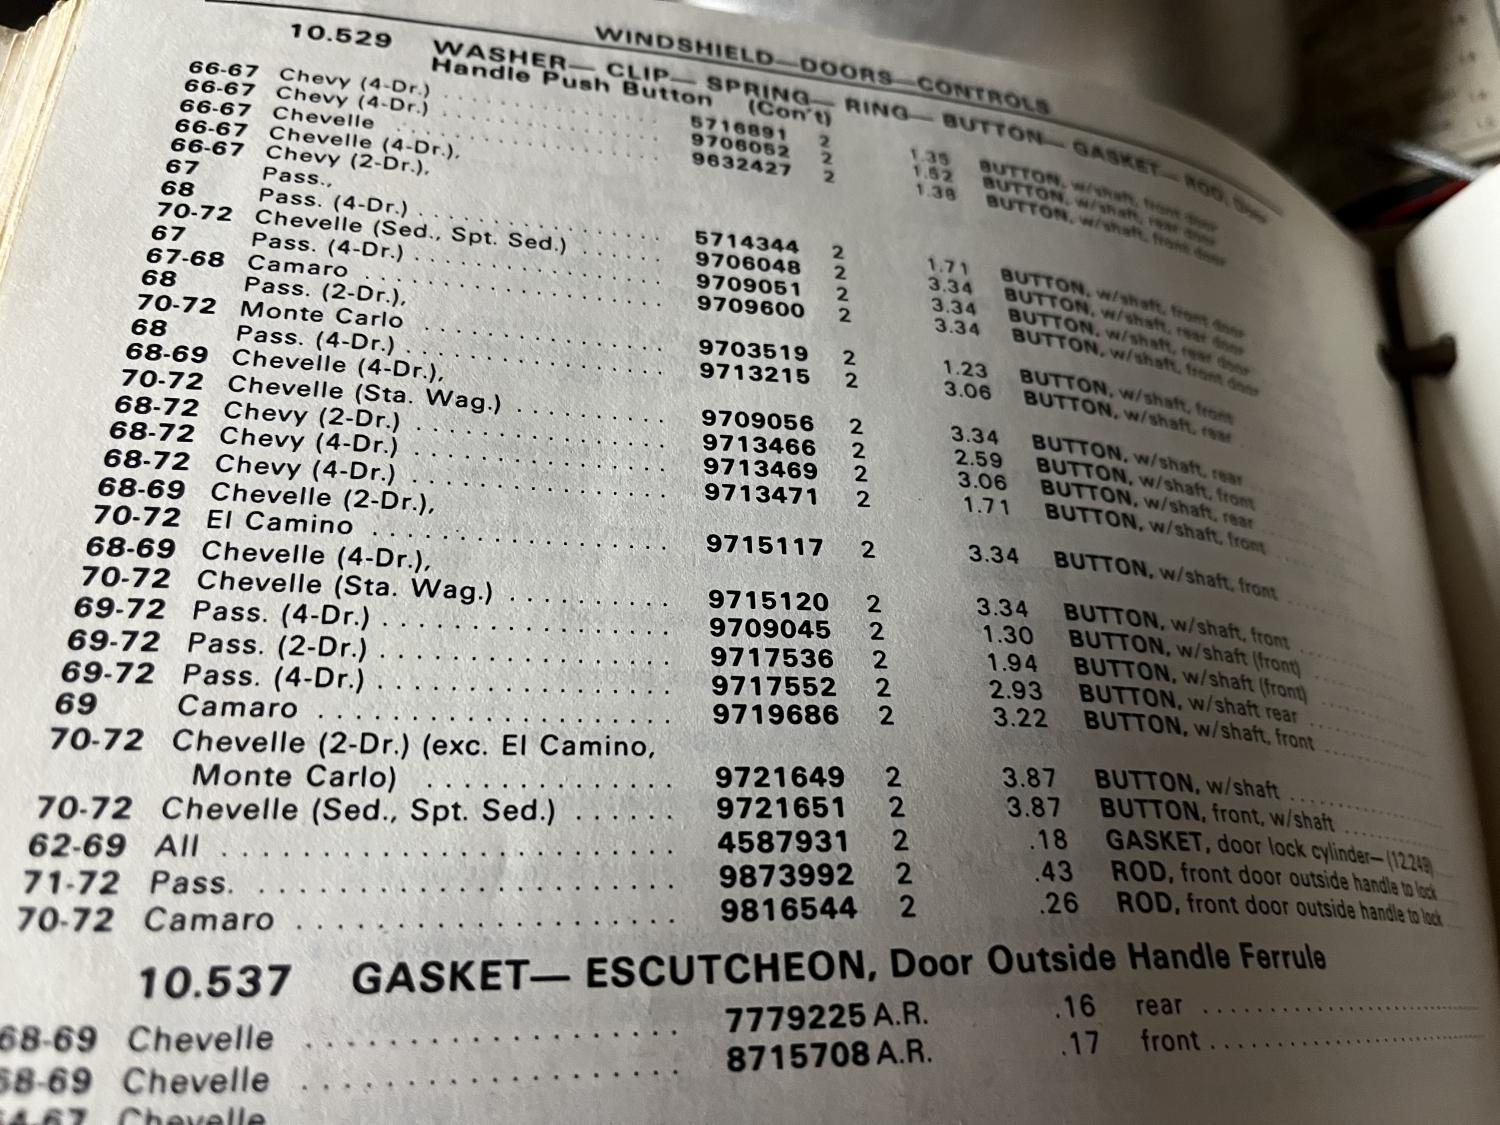 WINDSHIELD—DOORS—CONTROLS
10.529 WASHER— CLIP— SPRING— RING— BUTTON— GASKET— ROD, Door
Handle Push Button (Con't)
66-67 Chevy (4-Dr.) . . . . . . . . . . . . 5716891 2 1.35 BUTTON, w/shaft, front door
66-67 Chevy (4-Dr.) . . . . . . . . . . . . 9706052 2 1.52 BUTTON, w/shaft, rear door
66-67 Chevelle . . . . . . . . . . . . 9632427 2 1.38 BUTTON, w/shaft, front door
66-67 Chevelle (4-Dr.),
66-67 Chevy (2-Dr.),
67 Pass.,
68 Pass. (4-Dr.) . . . . . . . . . . . . 5714344 2 1.71 BUTTON, w/shaft, front door
70-72 Chevelle (Sed., Spt. Sed.) . . . . . . 9706048 2 3.34 BUTTON, w/shaft, rear door
67 Pass. (4-Dr.) . . . . . . . . . . . . 9709051 2 3.34 BUTTON, w/shaft, rear door
67-68 Camaro . . . . . . . . . . . . 9709600 2 3.34 BUTTON, w/shaft, front door
68 Pass. (2-Dr.),
70-72 Monte Carlo . . . . . . . . . . . . 9703519 2 1.23 BUTTON, w/shaft, front
68 Pass. (4-Dr.) . . . . . . . . . . . . 9713215 2 3.06 BUTTON, w/shaft, rear
68-69 Chevelle (4-Dr.),
70-72 Chevelle (Sta. Wag.) . . . . . . . . . 9709056 2 3.34 BUTTON, w/shaft, rear
68-72 Chevy (2-Dr.) . . . . . . . . . . . . 9713466 2 2.59 BUTTON, w/shaft, front
68-72 Chevy (4-Dr.) . . . . . . . . . . . . 9713469 2 3.06 BUTTON, w/shaft, rear
68-72 Chevy (4-Dr.) . . . . . . . . . . . . 9713471 2 1.71 BUTTON, w/shaft, front
68-69 Chevelle (2-Dr.),
70-72 El Camino . . . . . . . . . . . . 9715117 2 3.34 BUTTON, w/shaft, front
68-69 Chevelle (4-Dr.),
70-72 Chevelle (Sta. Wag.) . . . . . . . . . 9715120 2 3.34 BUTTON, w/shaft, front
69-72 Pass. (4-Dr.) . . . . . . . . . . . . 9709045 2 1.30 BUTTON, w/shaft (front)
69-72 Pass. (2-Dr.) . . . . . . . . . . . . 9717536 2 1.94 BUTTON, w/shaft (front)
69-72 Pass. (4-Dr.) . . . . . . . . . . . . 9717552 2 2.93 BUTTON, w/shaft rear
69 Camaro . . . . . . . . . . . . 9719686 2 3.22 BUTTON, w/shaft, front
70-72 Chevelle (2-Dr.) (exc. El Camino,
Monte Carlo) . . . . . . . . . . . . 9721649 2 3.87 BUTTON, w/shaft
70-72 Chevelle (Sed., Spt. Sed.) . . . . . . 9721651 2 3.87 BUTTON, front, w/shaft
62-69 All . . . . . . . . . . . . 4587931 2 .18 GASKET, door lock cylinder—(12.249)
71-72 Pass. . . . . . . . . . . . . 9873992 2 .43 ROD, front door outside handle to lock
70-72 Camaro . . . . . . . . . . . . 9816544 2 .26 ROD, front door outside handle to lock
10.537 GASKET— ESCUTCHEON, Door Outside Handle Ferrule
68-69 Chevelle . . . . . . . . . . . . 7779225 A.R. .16 rear
68-69 Chevelle . . . . . . . . . . . . 8715708 A.R. .17 front
64-67 Chevelle